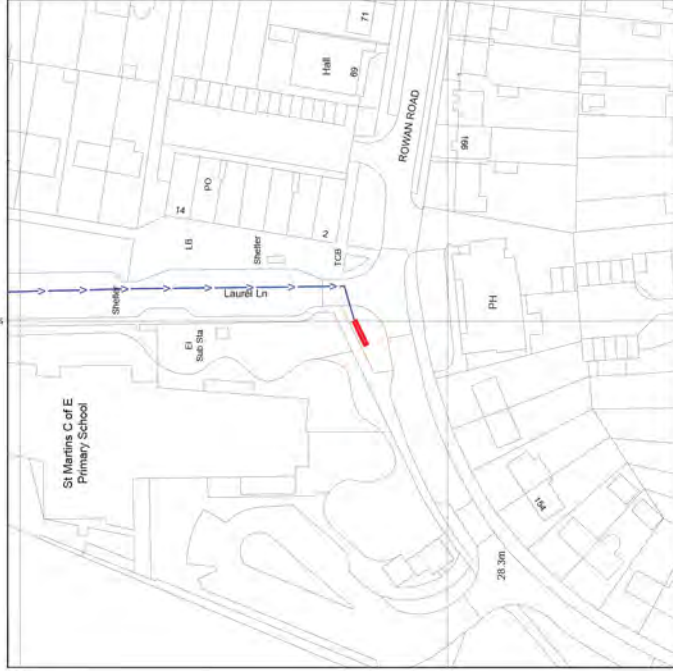 71
Hall
69
ROWAN ROAD
166
PO
14
LB
2
Shelter
TCB
Shelter
Laurel Ln
El
Sub Sta
PH
St Martins C of E
Primary School
154
28.3m